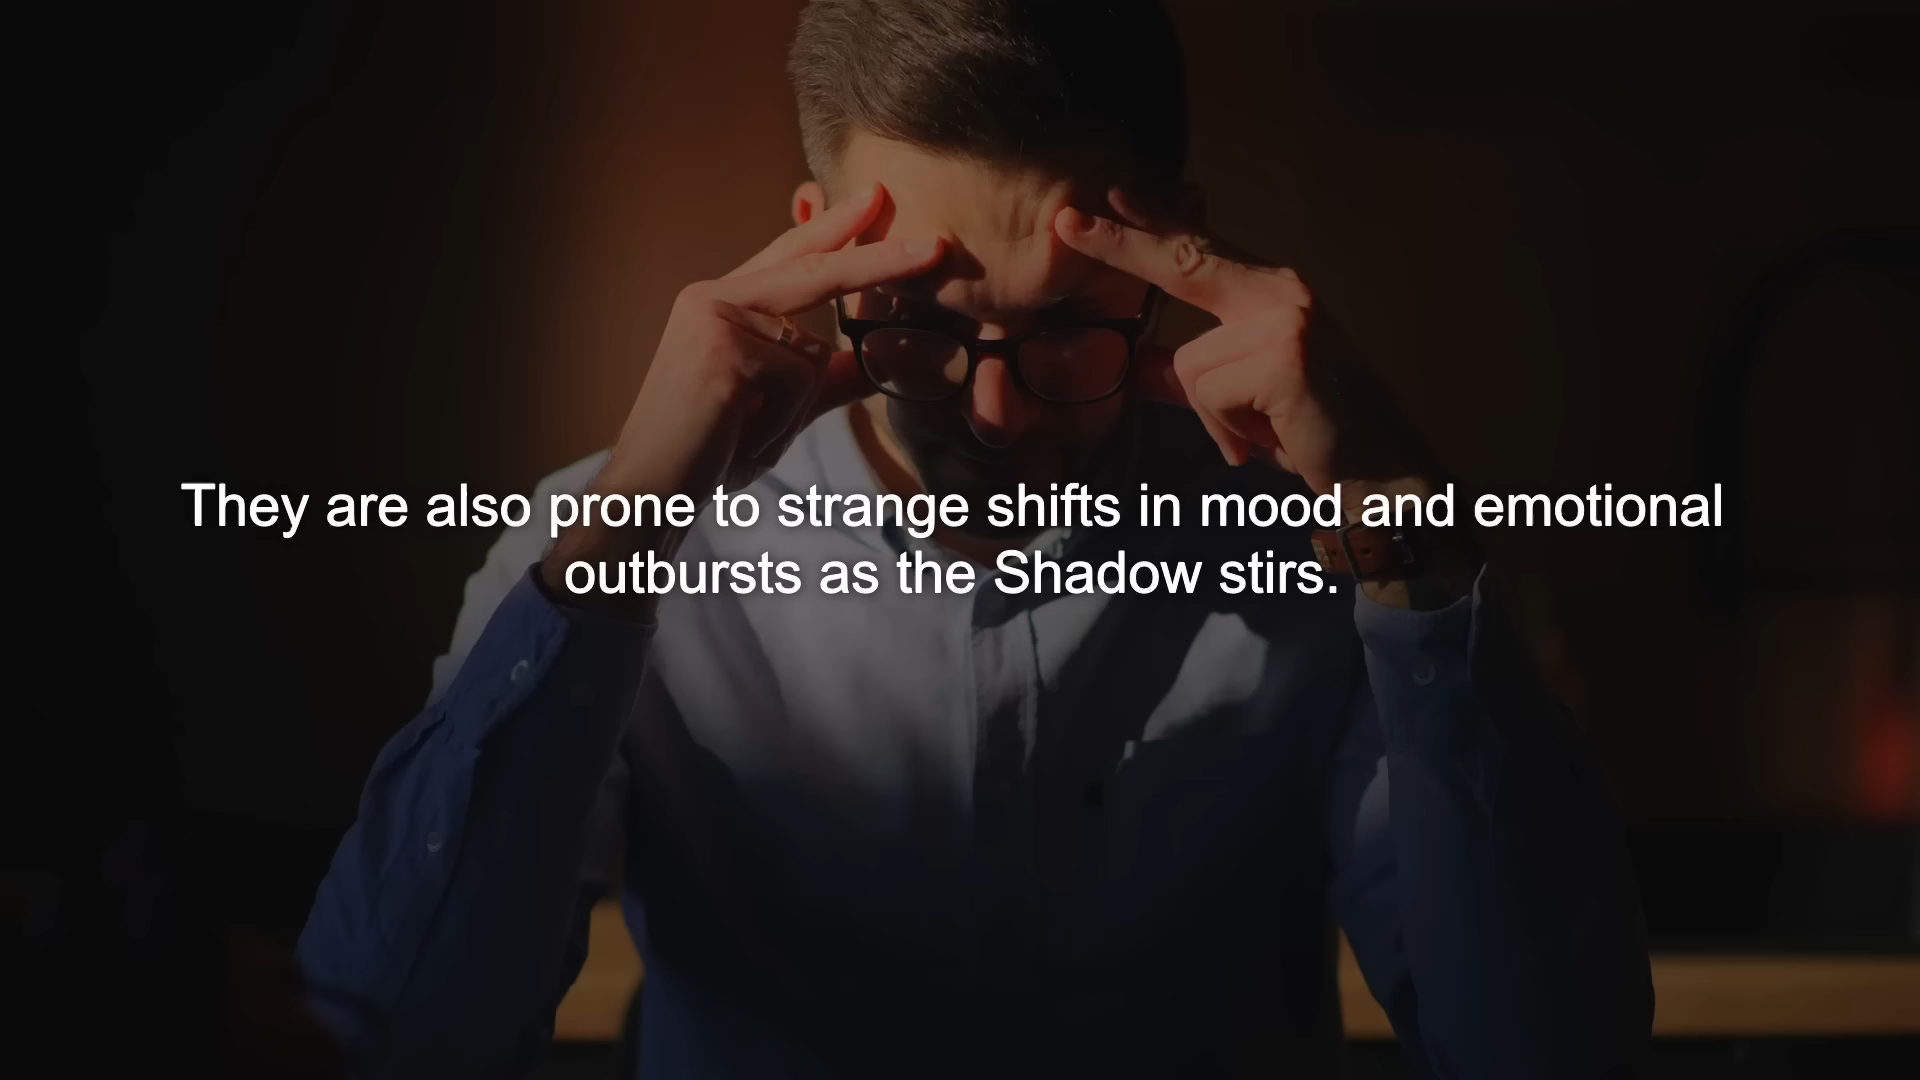 They are also prone to strange shifts in mood and emotional
outbursts as the Shadow stirs.